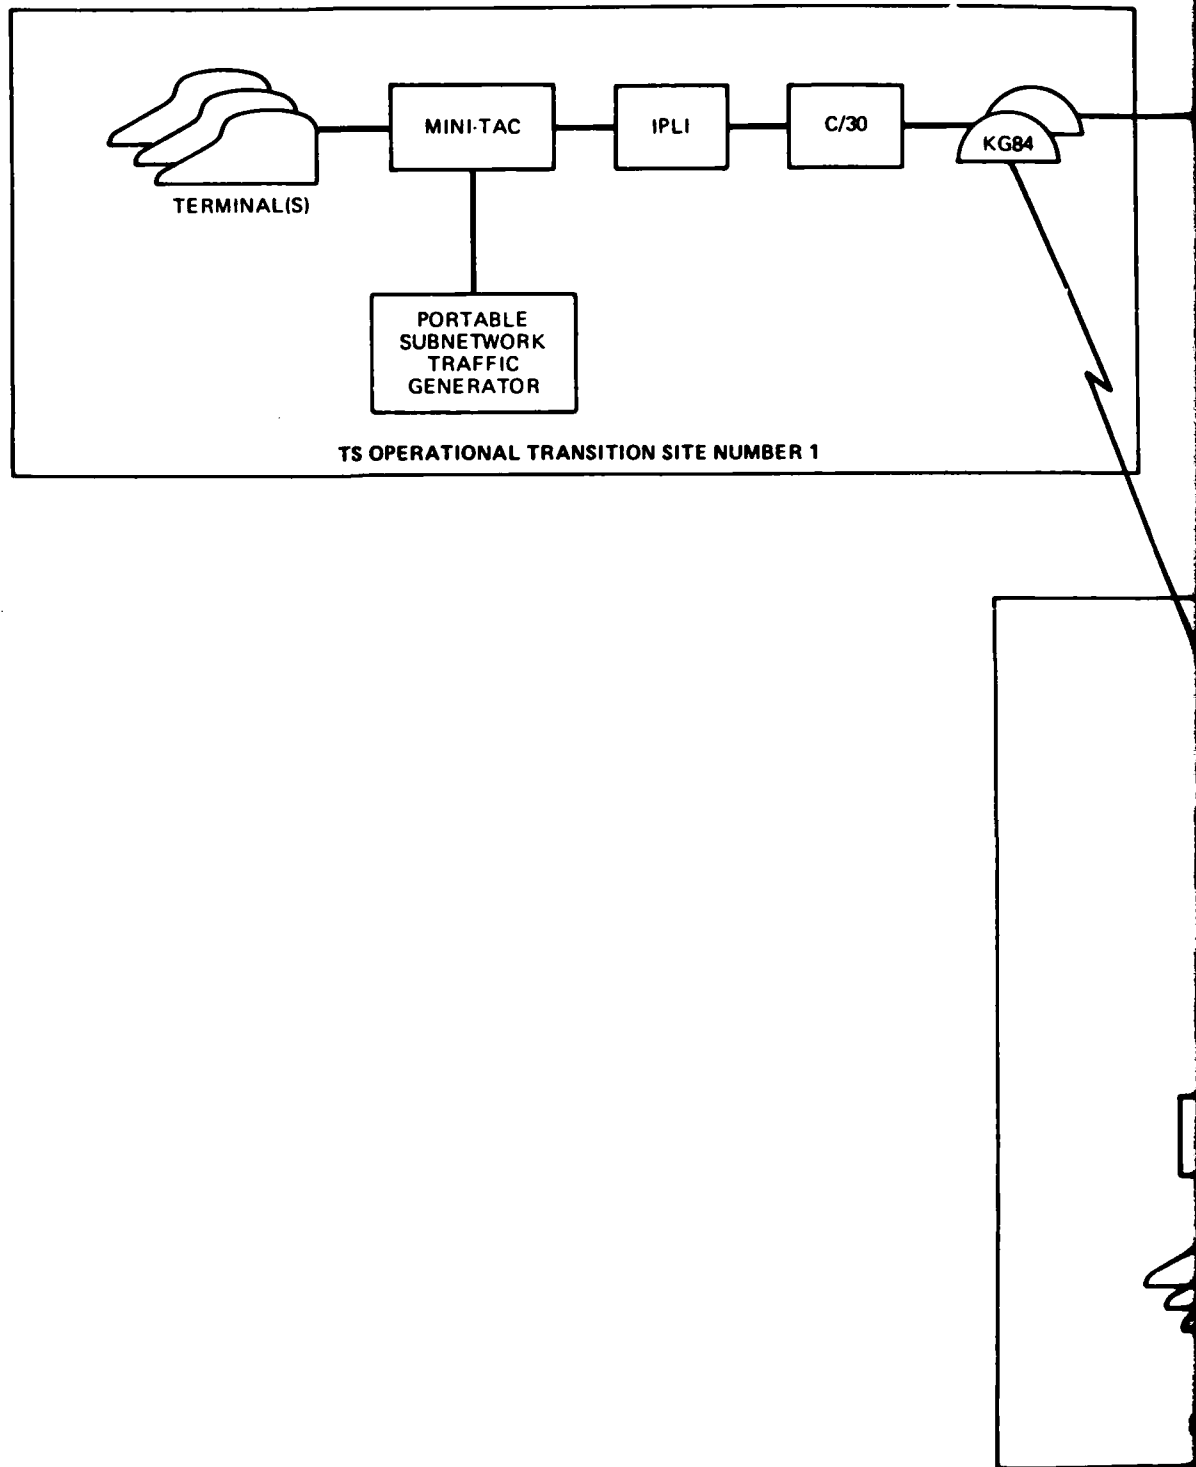 MINI-TAC
IPLI
C/30
KG84
TERMINAL(S)
PORTABLE
SUBNETWORK
TRAFFIC
GENERATOR
TS OPERATIONAL TRANSITION SITE NUMBER 1